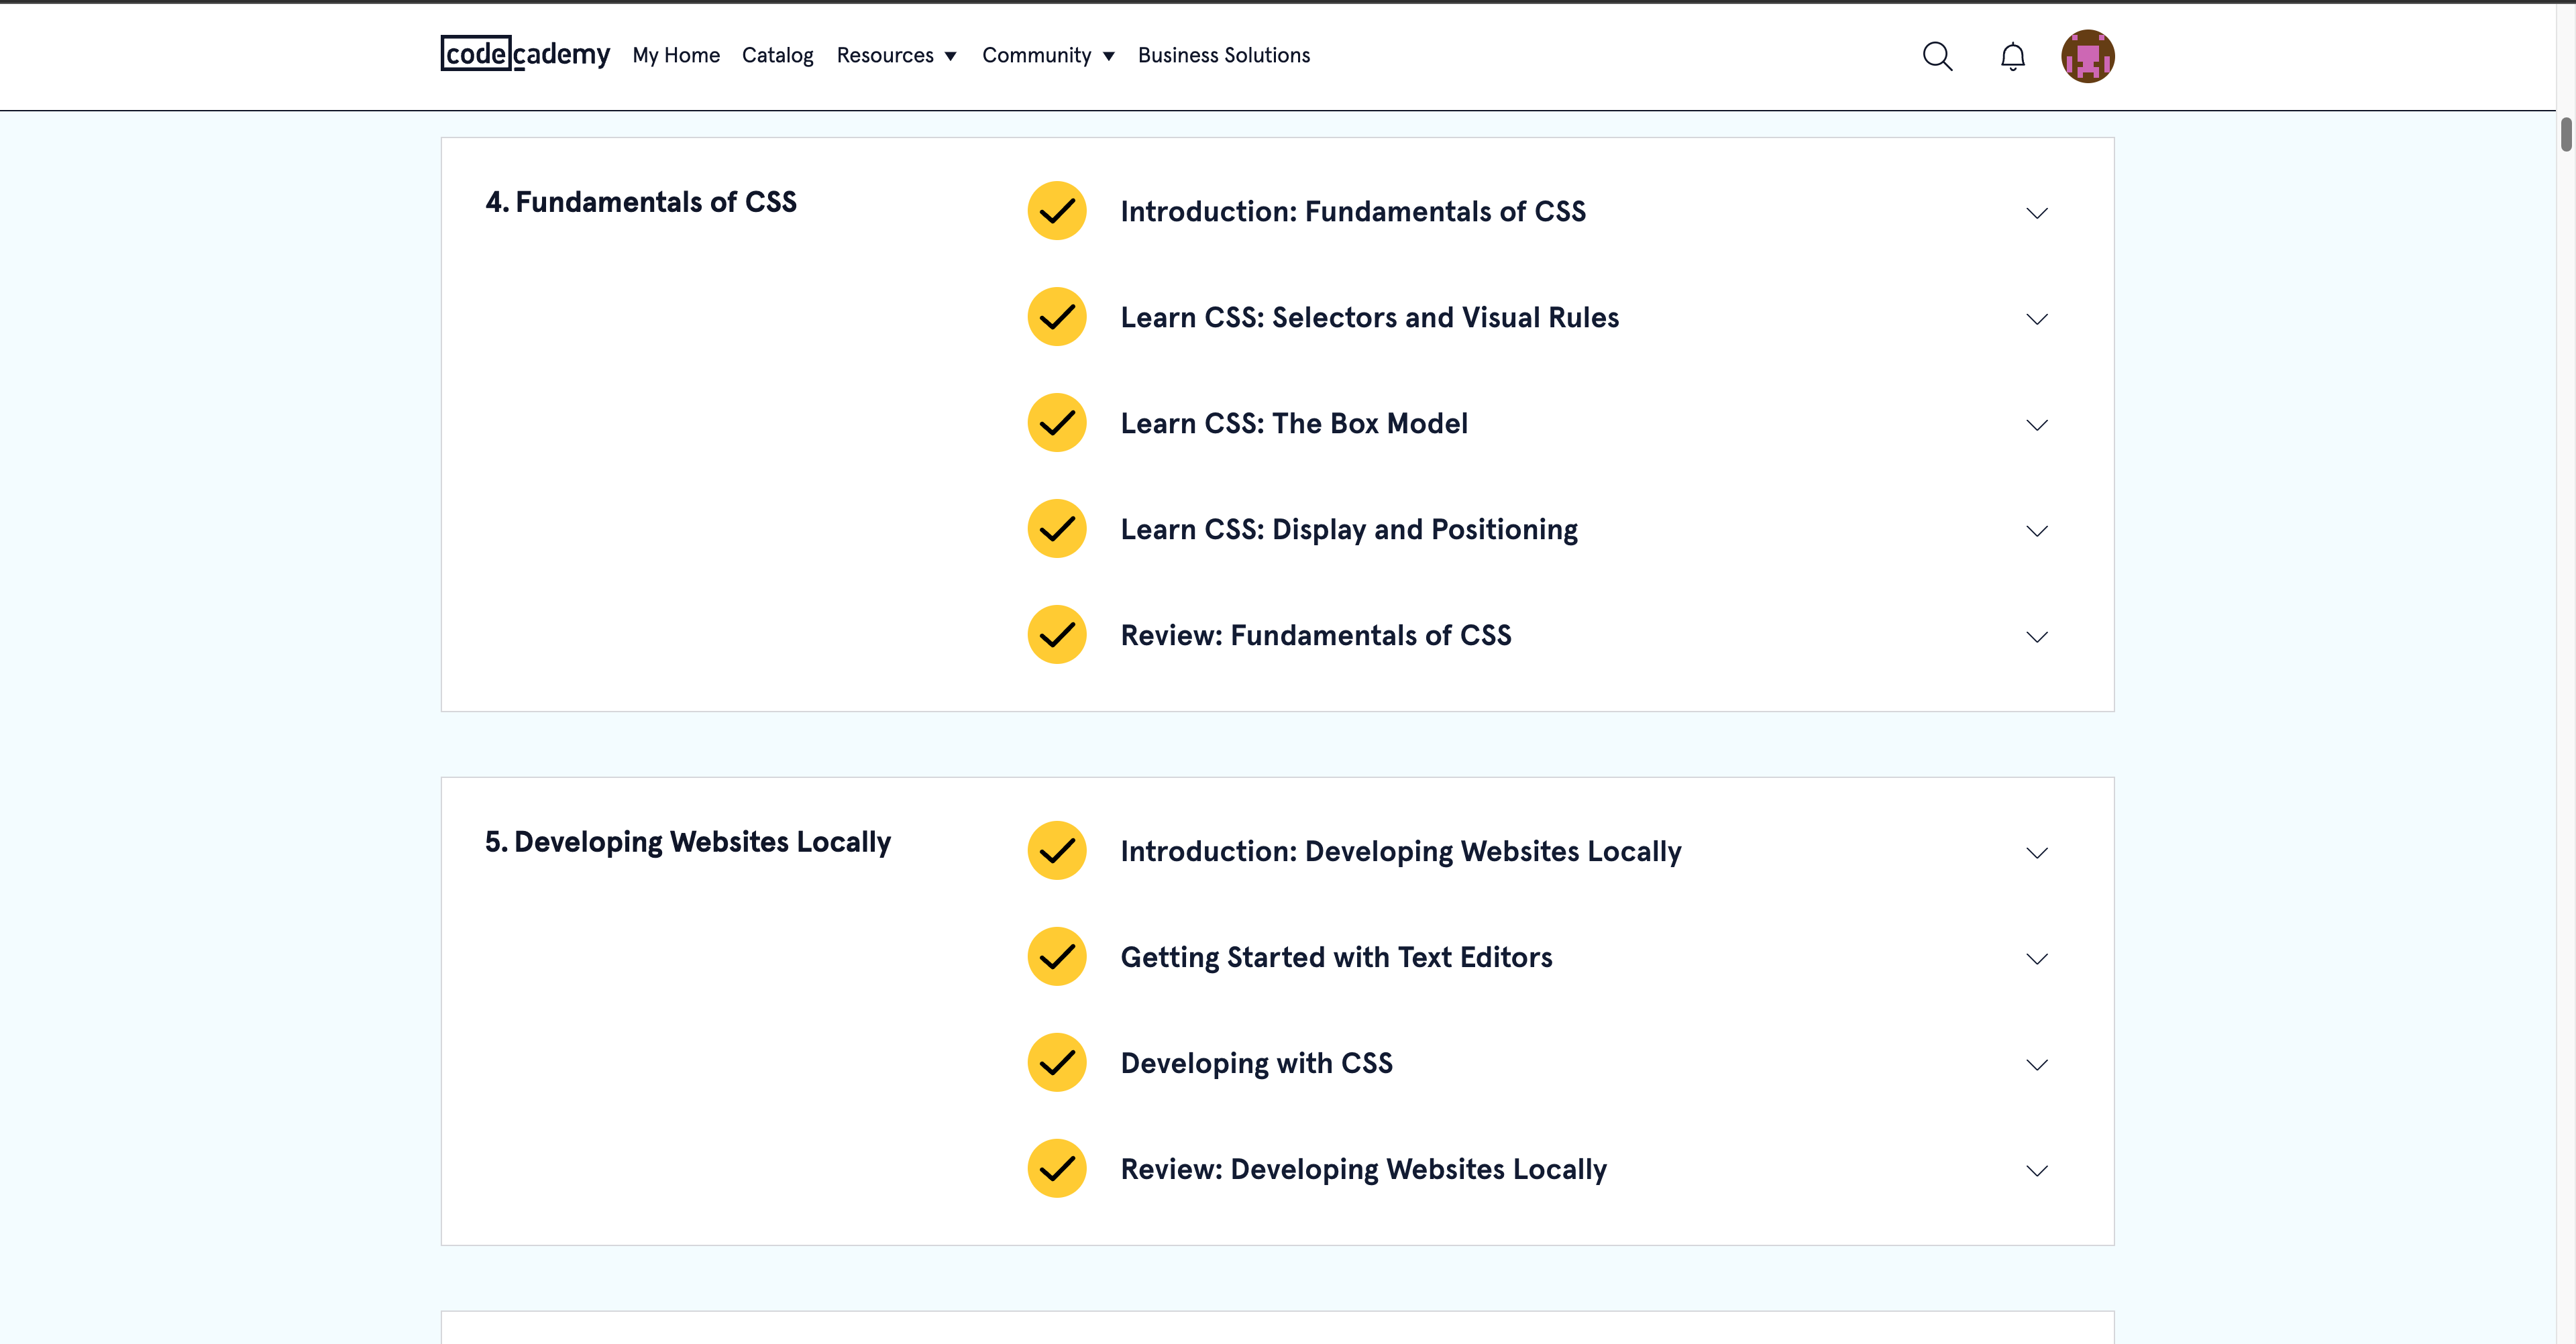 codecademy My Home Catalog Resources Community Business Solutions
4. Fundamentals of CSS
Introduction: Fundamentals of CSS
Learn CSS: Selectors and Visual Rules
Learn CSS: The Box Model
Learn CSS: Display and Positioning
Review: Fundamentals of CSS
5. Developing Websites Locally
Introduction: Developing Websites Locally
Getting Started with Text Editors
Developing with CSS
Review: Developing Websites Locally